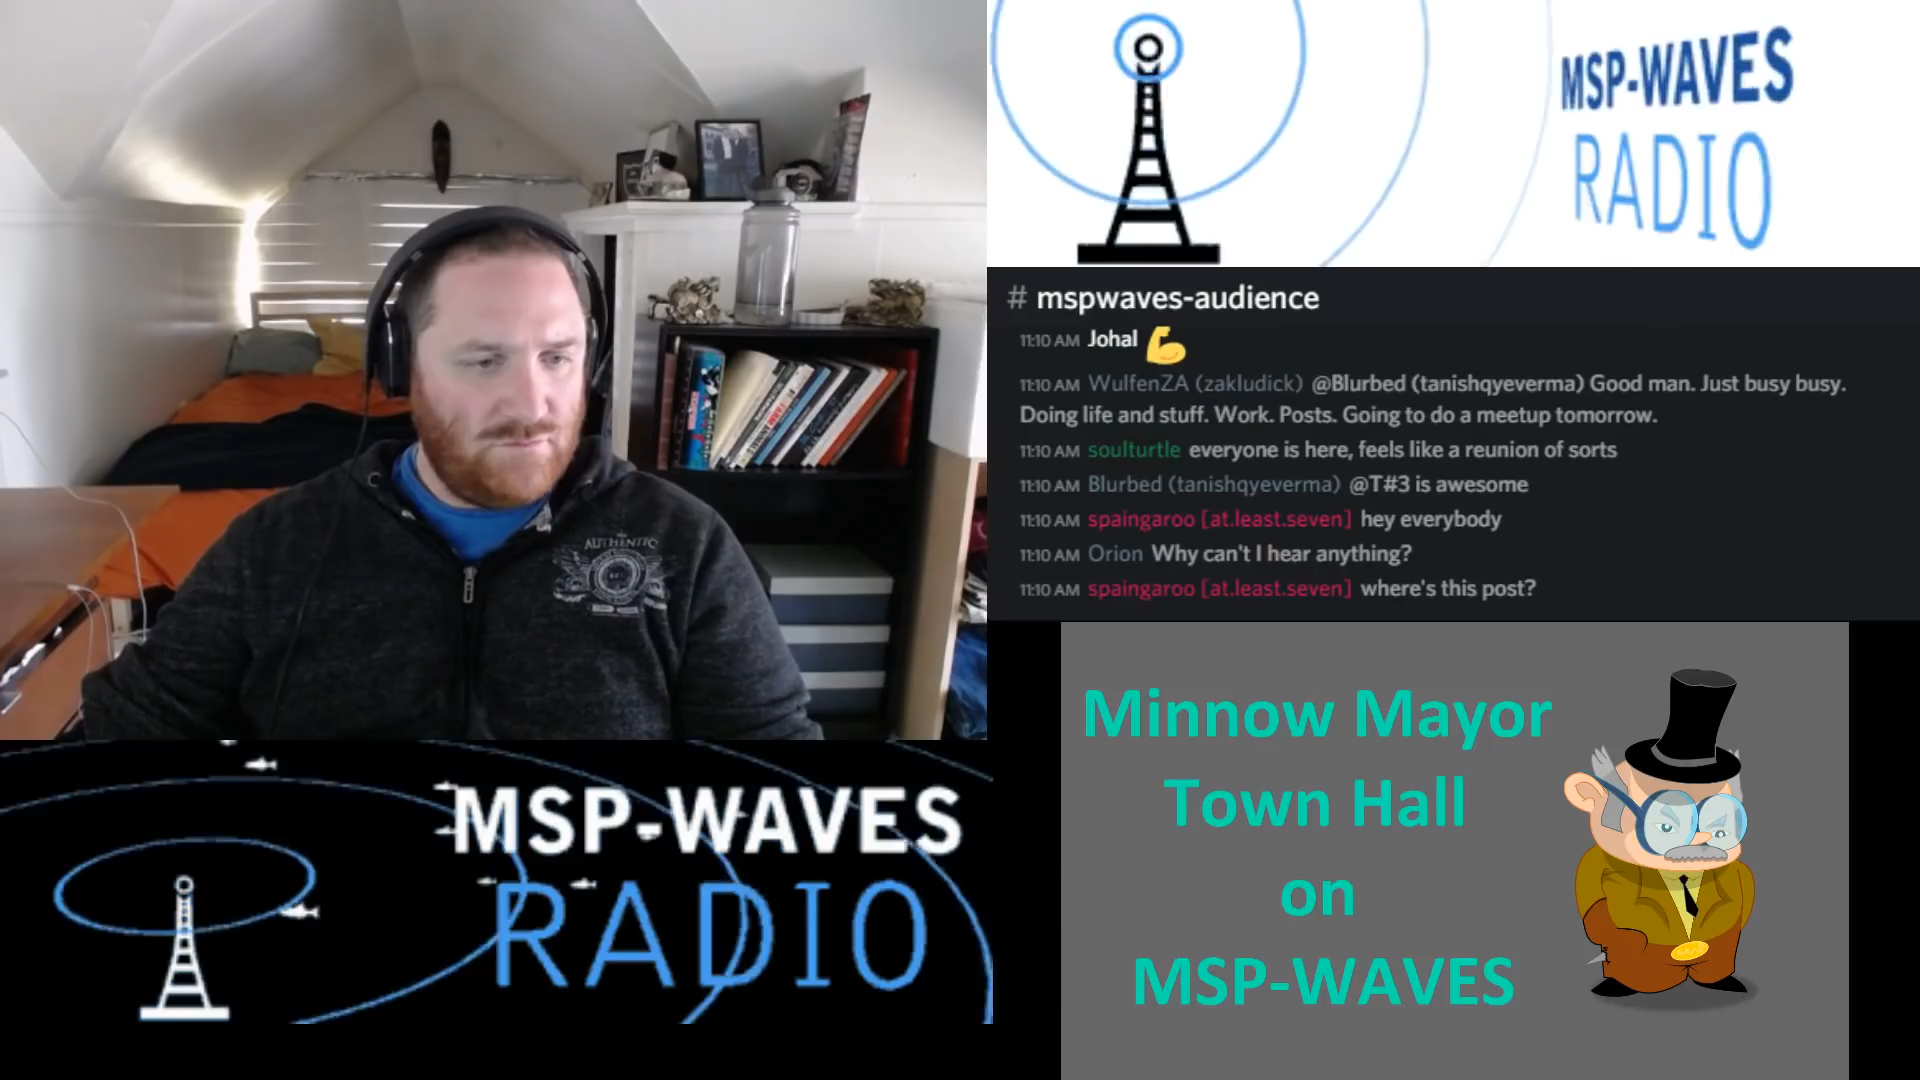 MSP-WAVES
RADIO
# mspwaves-audience
11:10 AM Johal 💪
11:10 AM WulfenZA (zakludick) @Blurbed (tanishqyeverma) Good man. Just busy busy.
Doing life and stuff. Work. Posts. Going to do a meetup tomorrow.
11:10 AM soulturtle everyone is here, feels like a reunion of sorts
11:10 AM Blurbed (tanishqyeverma) @T#3 is awesome
11:10 AM spaingaroo [at.least.seven] hey everybody
11:10 AM Orion Why can't I hear anything?
11:10 AM spaingaroo [at.least.seven] where's this post?
AUTHENTIC
MSP-WAVES
RADIO
Minnow Mayor
Town Hall
on
MSP-WAVES